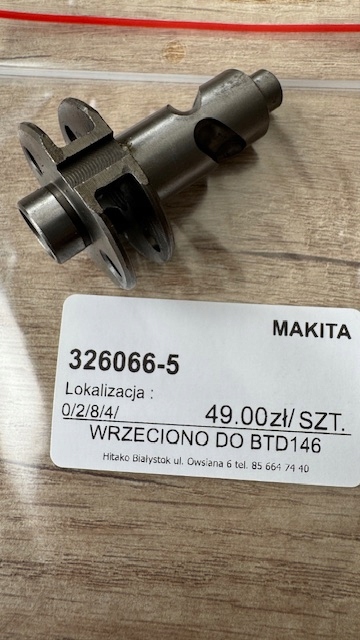 MAKITA
326066-5
Lokalizacja :
0/2/8/4/ 49.00zł/ SZT.
WRZECIONO DO BTD146
Hitako Białystok ul. Owsiana 6 tel. 85 664 74 40